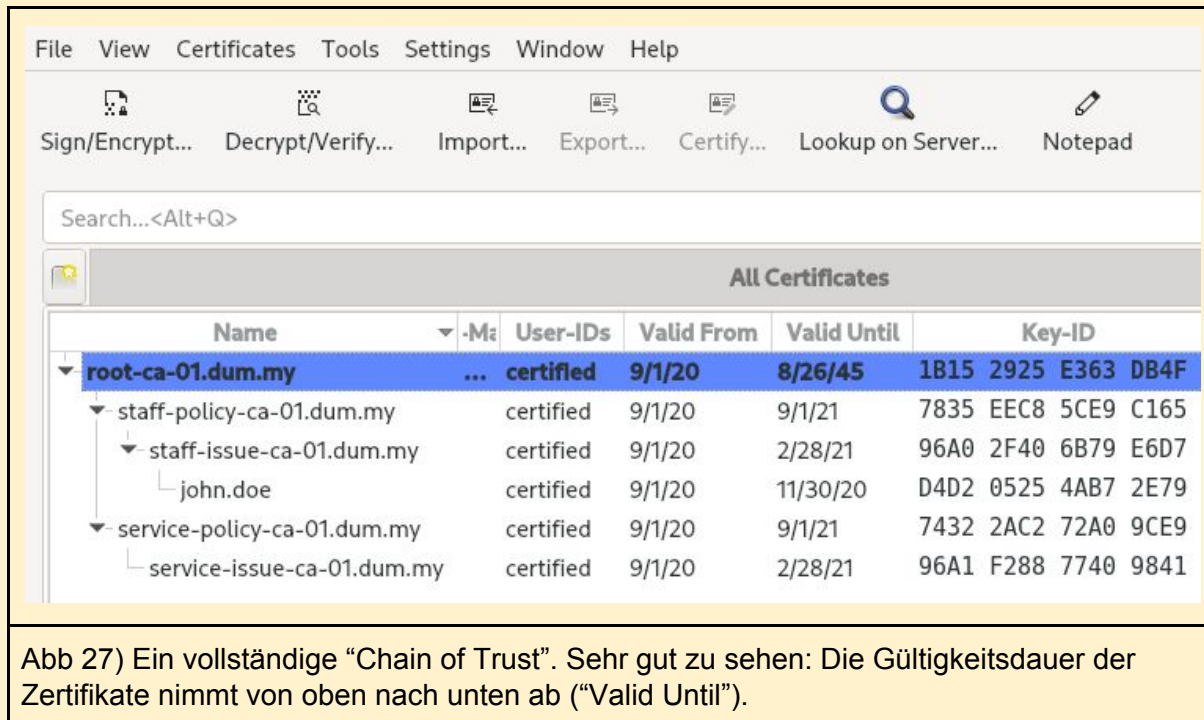 File View Certificates Tools Settings Window Help
Sign/Encrypt... Decrypt/Verify... Import... Export... Certify... Lookup on Server... Notepad
Search...<Alt+Q>
All Certificates
Name -Ma User-IDs Valid From Valid Until Key-ID
root-ca-01.dum.my ... certified 9/1/20 8/26/45 1B15 2925 E363 DB4F
staff-policy-ca-01.dum.my certified 9/1/20 9/1/21 7835 EEC8 5CE9 C165
staff-issue-ca-01.dum.my certified 9/1/20 2/28/21 96A0 2F40 6B79 E6D7
john.doe certified 9/1/20 11/30/20 D4D2 0525 4AB7 2E79
service-policy-ca-01.dum.my certified 9/1/20 9/1/21 7432 2AC2 72A0 9CE9
service-issue-ca-01.dum.my certified 9/1/20 2/28/21 96A1 F288 7740 9841
Abb 27) Ein vollständige “Chain of Trust”. Sehr gut zu sehen: Die Gültigkeitsdauer der
Zertifikate nimmt von oben nach unten ab (“Valid Until”).